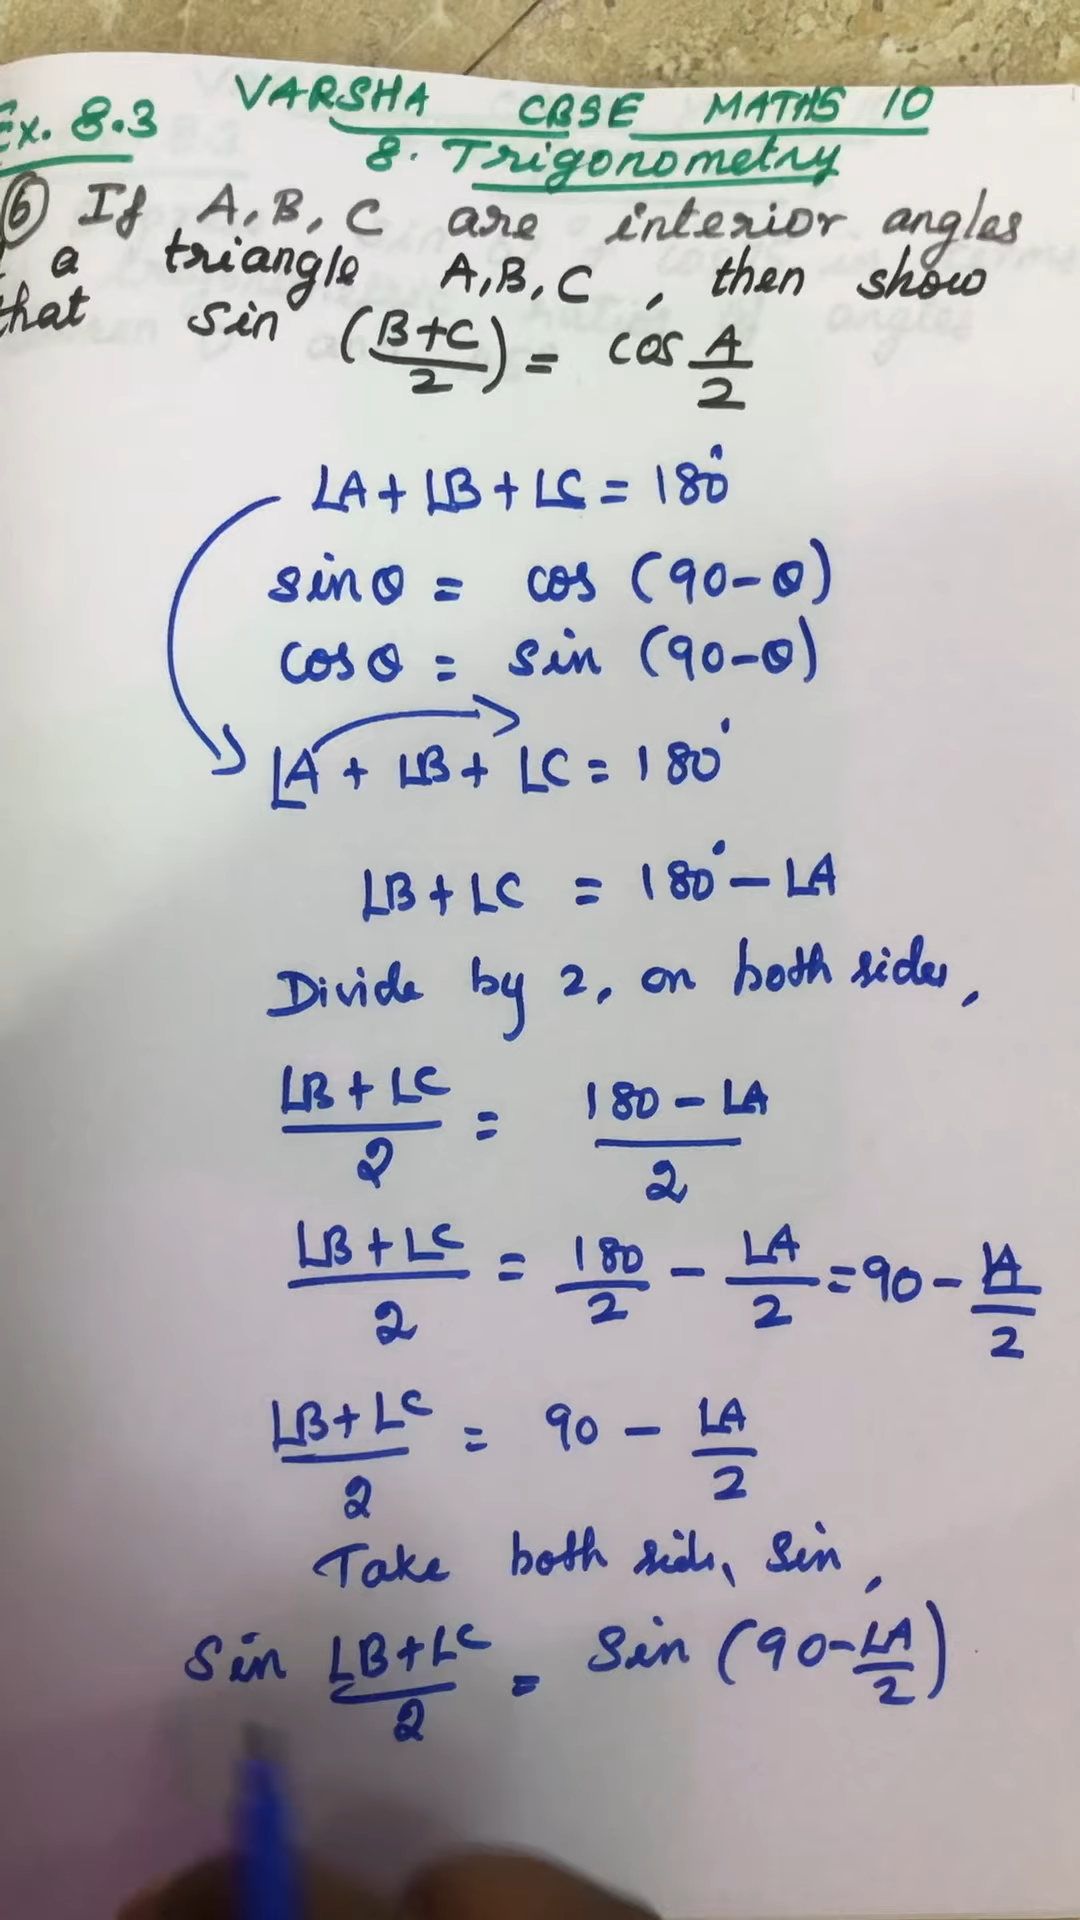 VARSHA CBSE MATHS 10
Ex. 8.3
8. Trigonometry
⑥ If A, B, C are interior angles
a triangle A, B, C, then show
that sin (B+C/2) = cos A/2
∠A + ∠B + ∠C = 180°
sin θ = cos (90-θ)
cos θ = sin (90-θ)
∠A + ∠B + ∠C = 180°
∠B + ∠C = 180° - ∠A
Divide by 2, on both sides,
∠B + ∠C/2 = 180 - ∠A/2
∠B + ∠C/2 = 180/2 - ∠A/2 = 90 - ∠A/2
∠B + ∠C/2 = 90 - ∠A/2
Take both side, Sin,
Sin ∠B+∠C/2 = Sin (90-∠A/2)